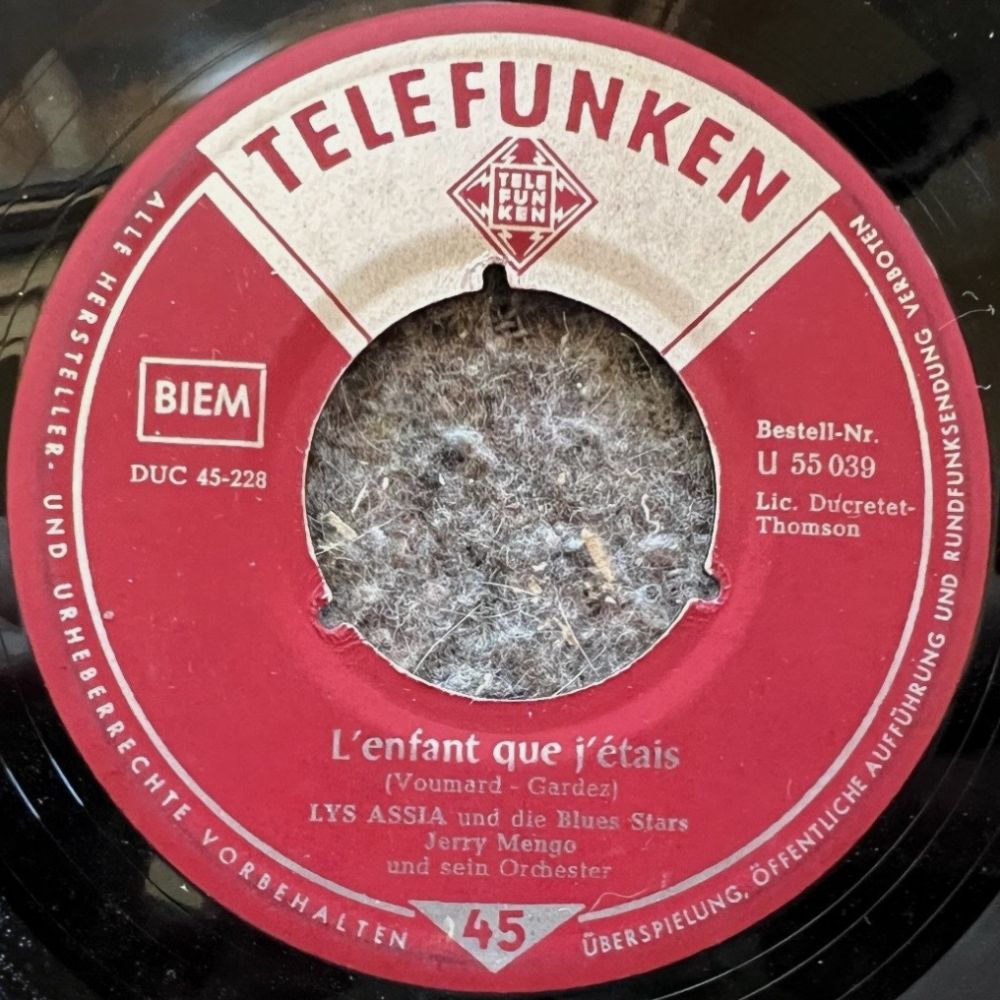 TELEFUNKEN
TELE
FUN
KEN
BIEM
DUC 45-228
Bestell-Nr.
U 55 039
Lic. Ducretet-
Thomson
L'enfant que j'étais
(Voumard - Gardez)
LYS ASSIA und die Blues Stars
Jerry Mengo
und sein Orchester
45
ALLE HERSTELLER- UND URHEBERRECHTE VORBEHALTEN
ÜBERSPIELUNG, ÖFFENTLICHE AUFFÜHRUNG UND RUNDFUNKSENDUNG VERBOTEN